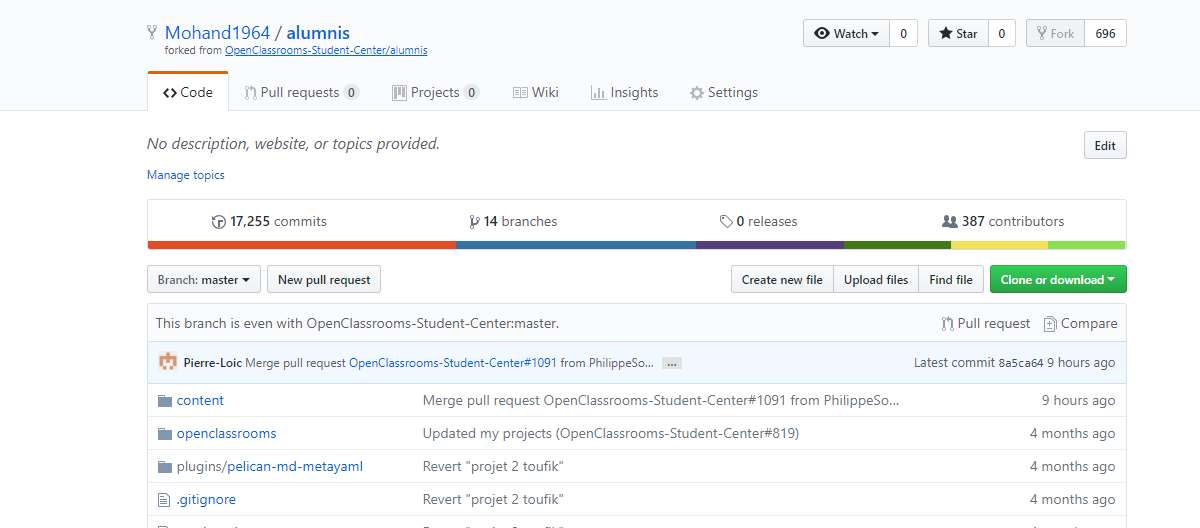 Mohand1964 / alumnis
Watch 0 Star 0 Fork 696
forked from OpenClassrooms-Student-Center/alumnis
Code Pull requests 0 Projects 0 Wiki Insights Settings
No description, website, or topics provided.
Edit
Manage topics
17,255 commits 14 branches 0 releases 387 contributors
Branch: master New pull request Create new file Upload files Find file Clone or download
This branch is even with OpenClassrooms-Student-Center:master. Pull request Compare
Pierre-Loic Merge pull request OpenClassrooms-Student-Center#1091 from PhilippeSo... ... Latest commit 8a5ca64 9 hours ago
content Merge pull request OpenClassrooms-Student-Center#1091 from PhilippeSo... 9 hours ago
openclassrooms Updated my projects (OpenClassrooms-Student-Center#819) 4 months ago
plugins/pelican-md-metayaml Revert "projet 2 toufik" 4 months ago
.gitignore Revert "projet 2 toufik" 4 months ago